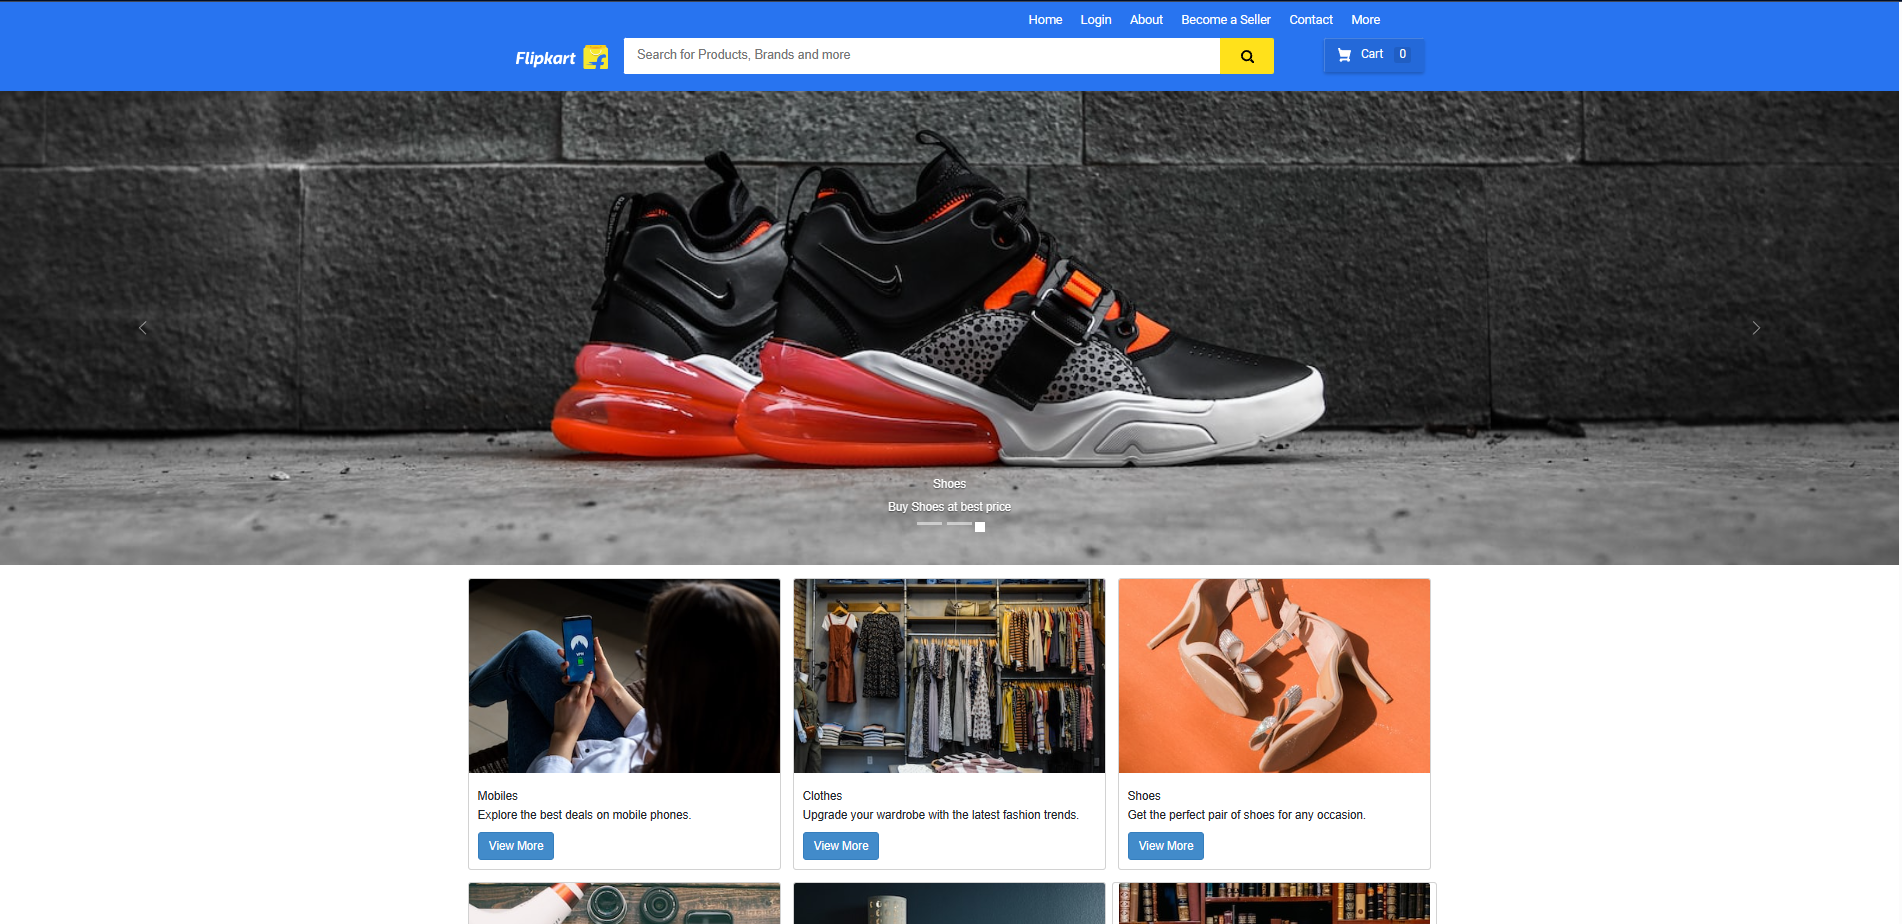 Home Login About Become a Seller Contact More
Flipkart Search for Products, Brands and more Cart 0
Shoes
Buy Shoes at best price
VPN
Mobiles
Explore the best deals on mobile phones.
View More
Clothes
Upgrade your wardrobe with the latest fashion trends.
View More
Shoes
Get the perfect pair of shoes for any occasion.
View More